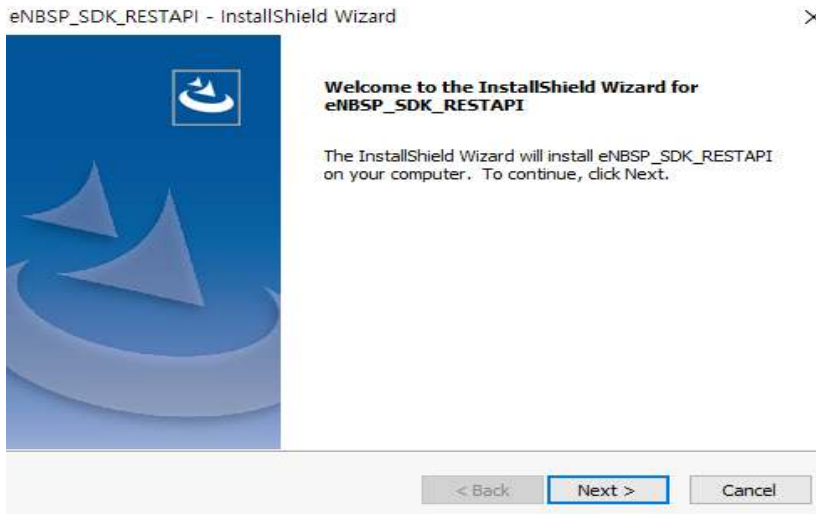 eNBSP_SDK_RESTAPI - InstallShield Wizard
Welcome to the InstallShield Wizard for
eNBSP_SDK_RESTAPI
The InstallShield Wizard will install eNBSP_SDK_RESTAPI
on your computer. To continue, click Next.
< Back Next > Cancel